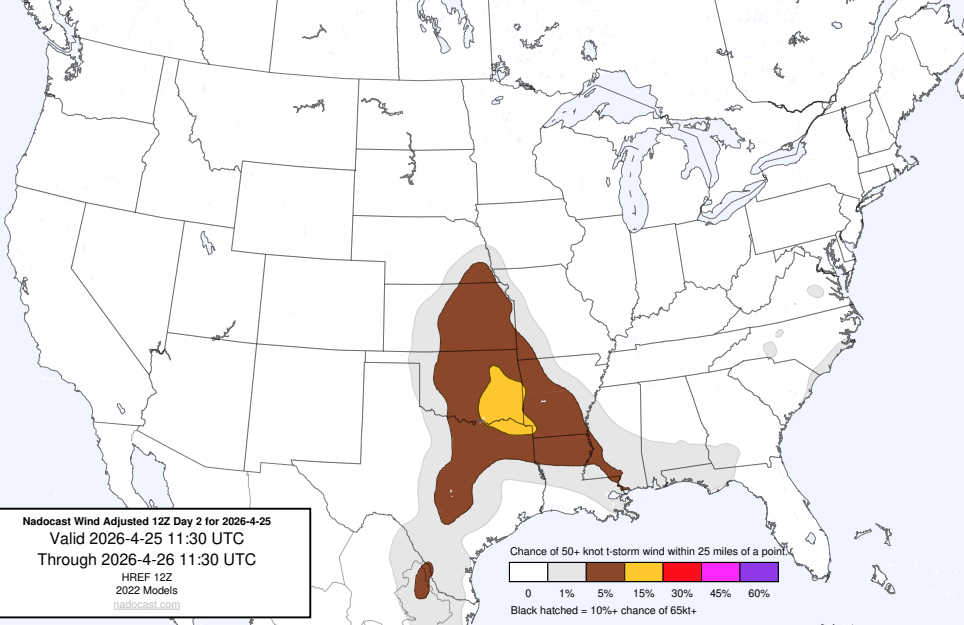 Nadocast Wind Adjusted 12Z Day 2 for 2026-4-25
Valid 2026-4-25 11:30 UTC
Through 2026-4-26 11:30 UTC
HREF 12Z
2022 Models
nadocast.com
Chance of 50+ knot t-storm wind within 25 miles of a point.
0 1% 5% 15% 30% 45% 60%
Black hatched = 10%+ chance of 65kt+